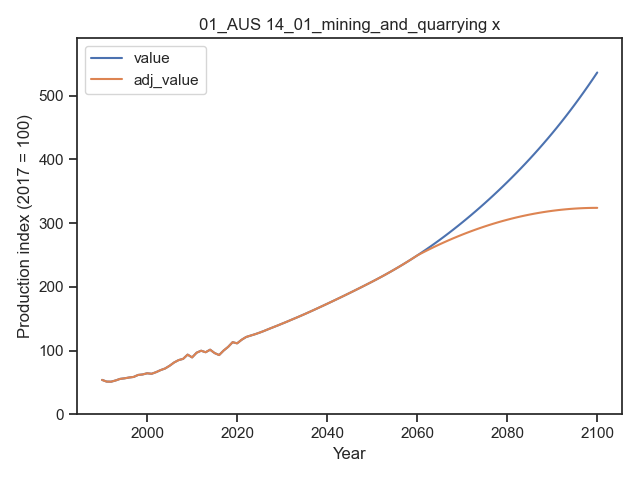 01_AUS 14_01_mining_and_quarrying x
value
adj_value
Production index (2017 = 100)
500
400
300
200
100
0
2000 2020 2040 2060 2080 2100
Year